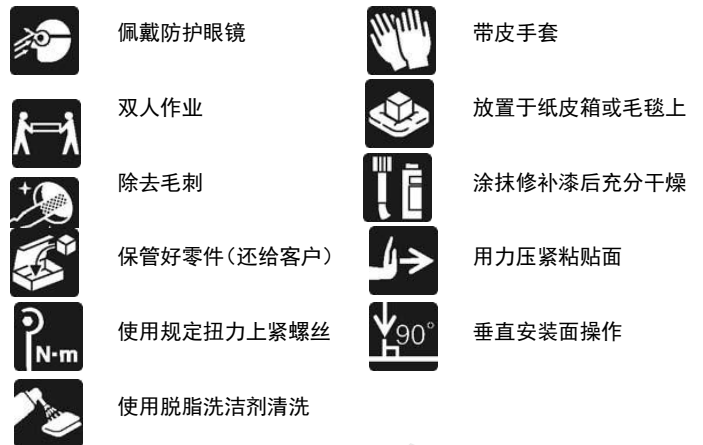 佩戴防护眼镜
带皮手套
双人作业
放置于纸皮箱或毛毯上
除去毛刺
涂抹修补漆后充分干燥
保管好零件（还给客户）
用力压紧粘贴面
N·m
使用规定扭力上紧螺丝
90°
垂直安装面操作
使用脱脂洗洁剂清洗